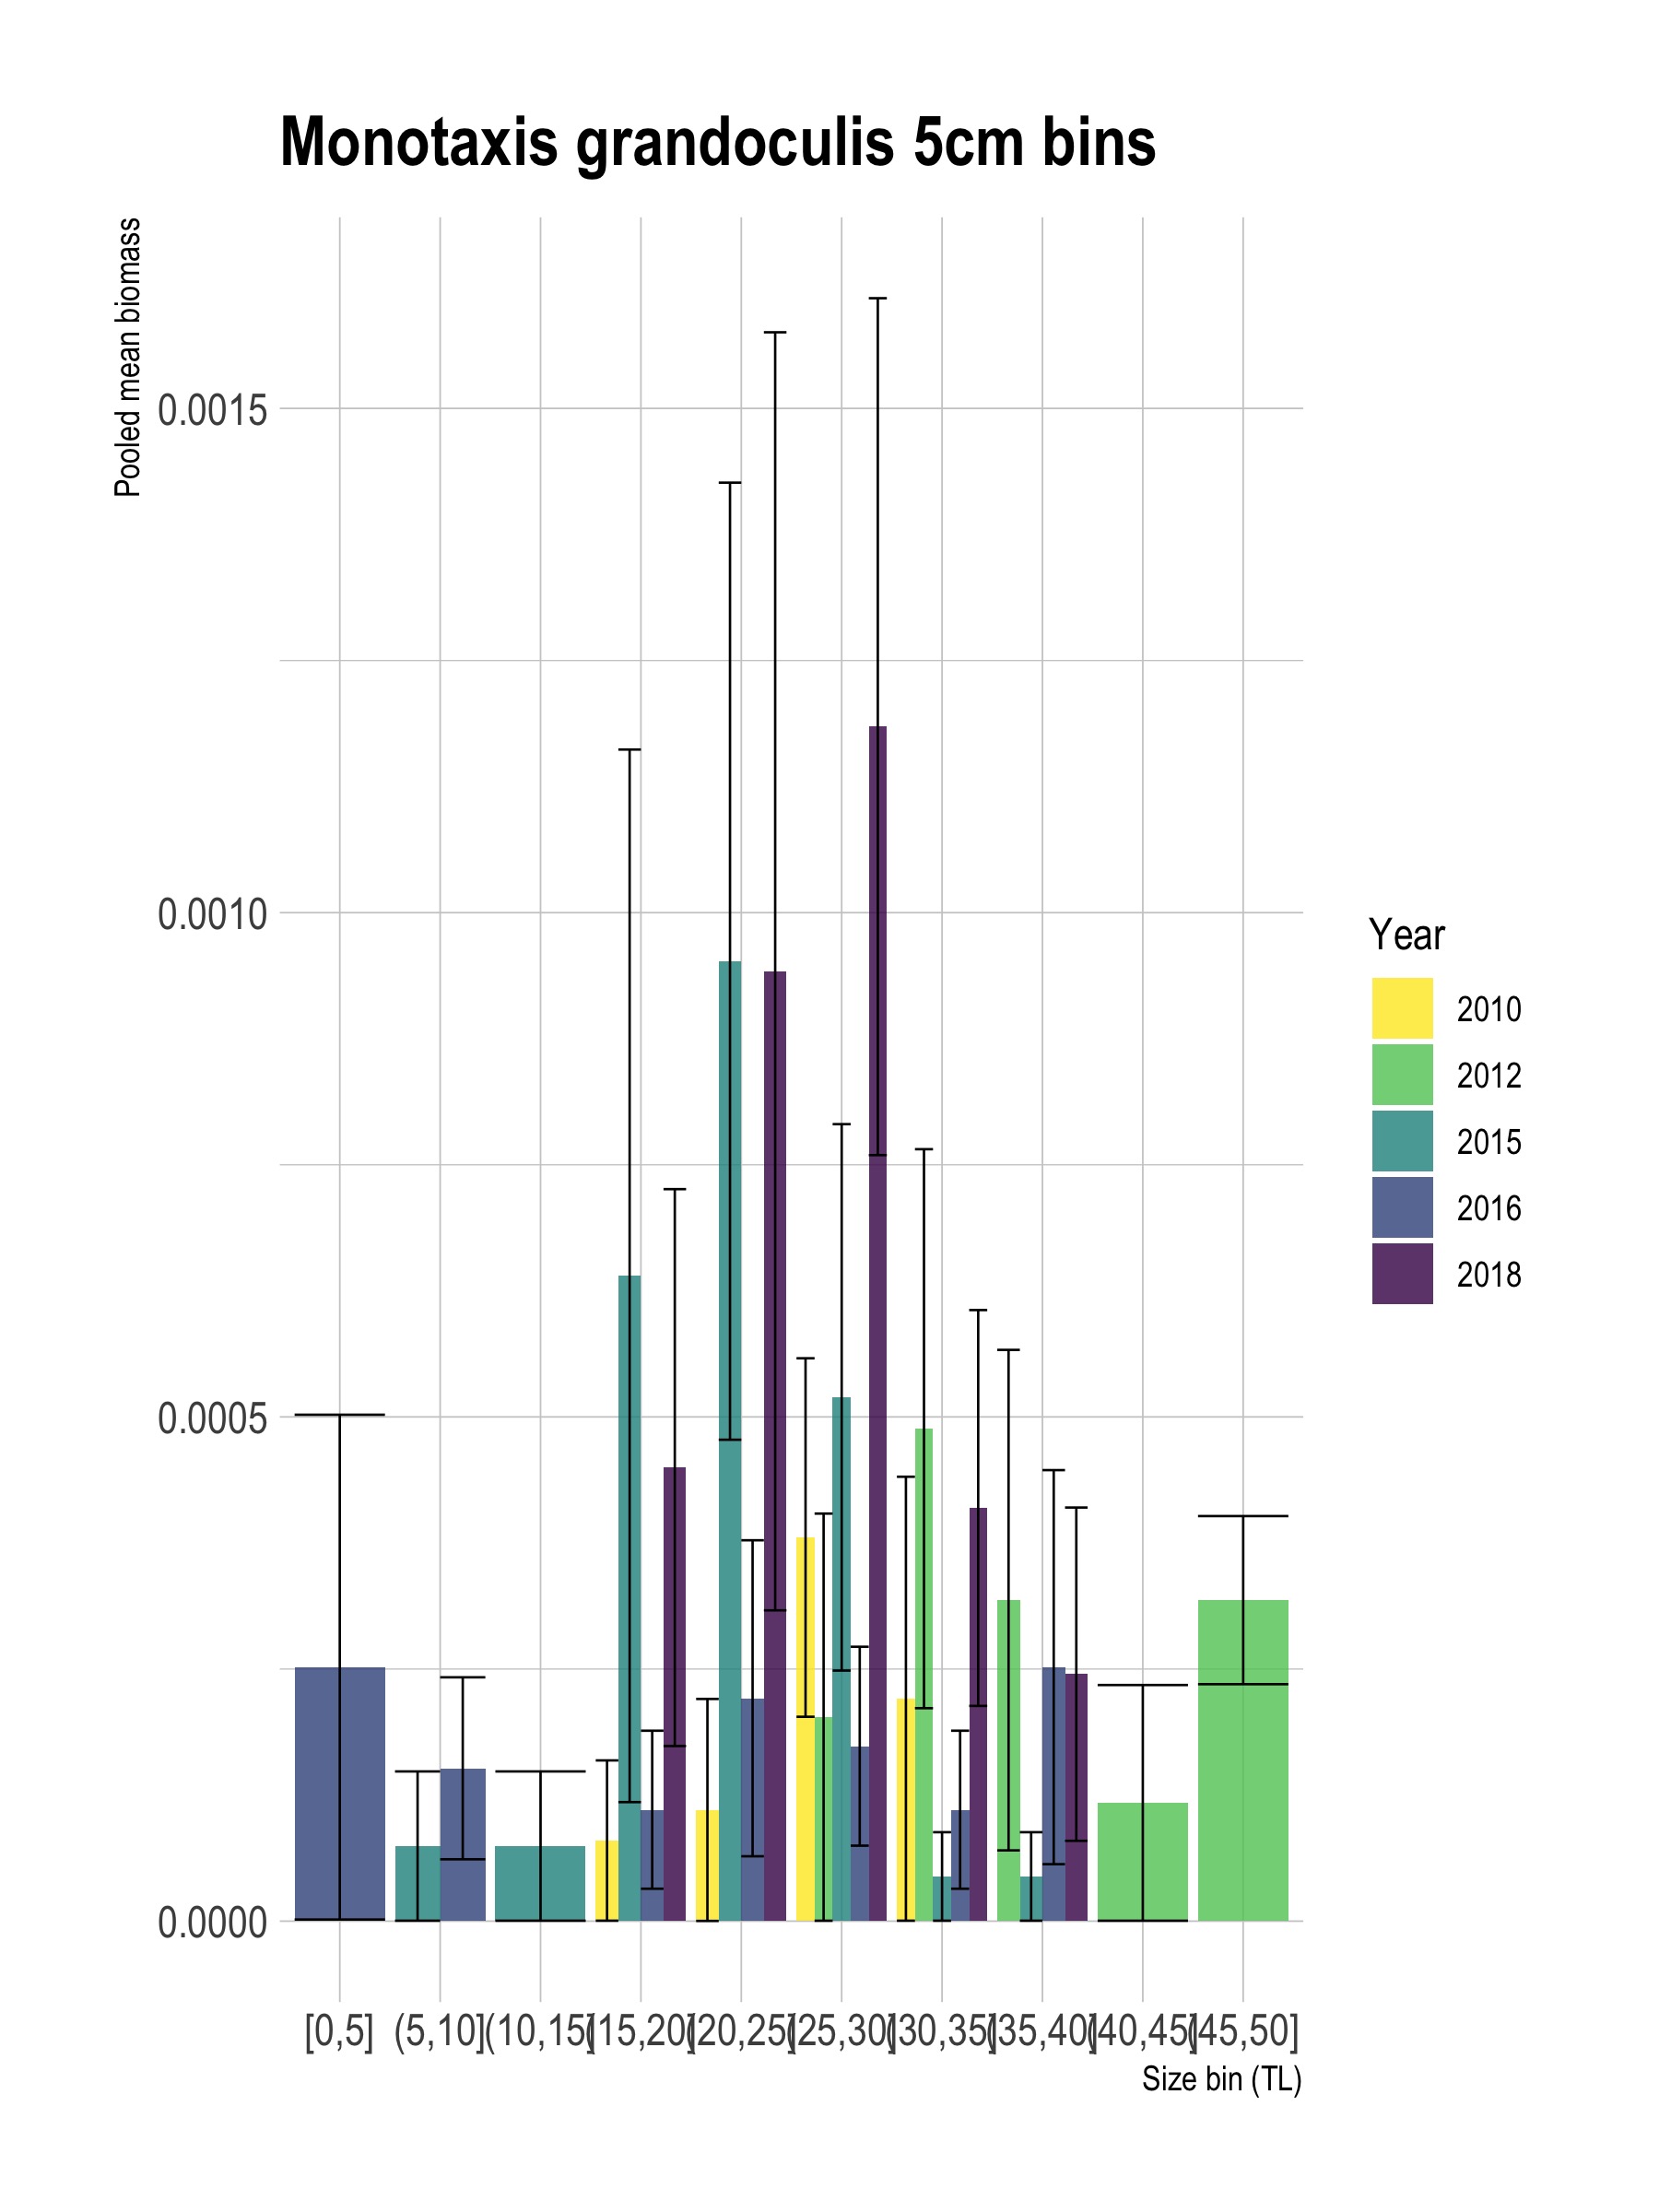 Monotaxis grandoculis 5cm bins
Pooled mean biomass
0.0015
0.0010
0.0005
0.0000
[0,5] (5,10] (10,15] (15,20] (20,25] (25,30] (30,35] (35,40] (40,45] (45,50]
Size bin (TL)
Year
2010
2012
2015
2016
2018